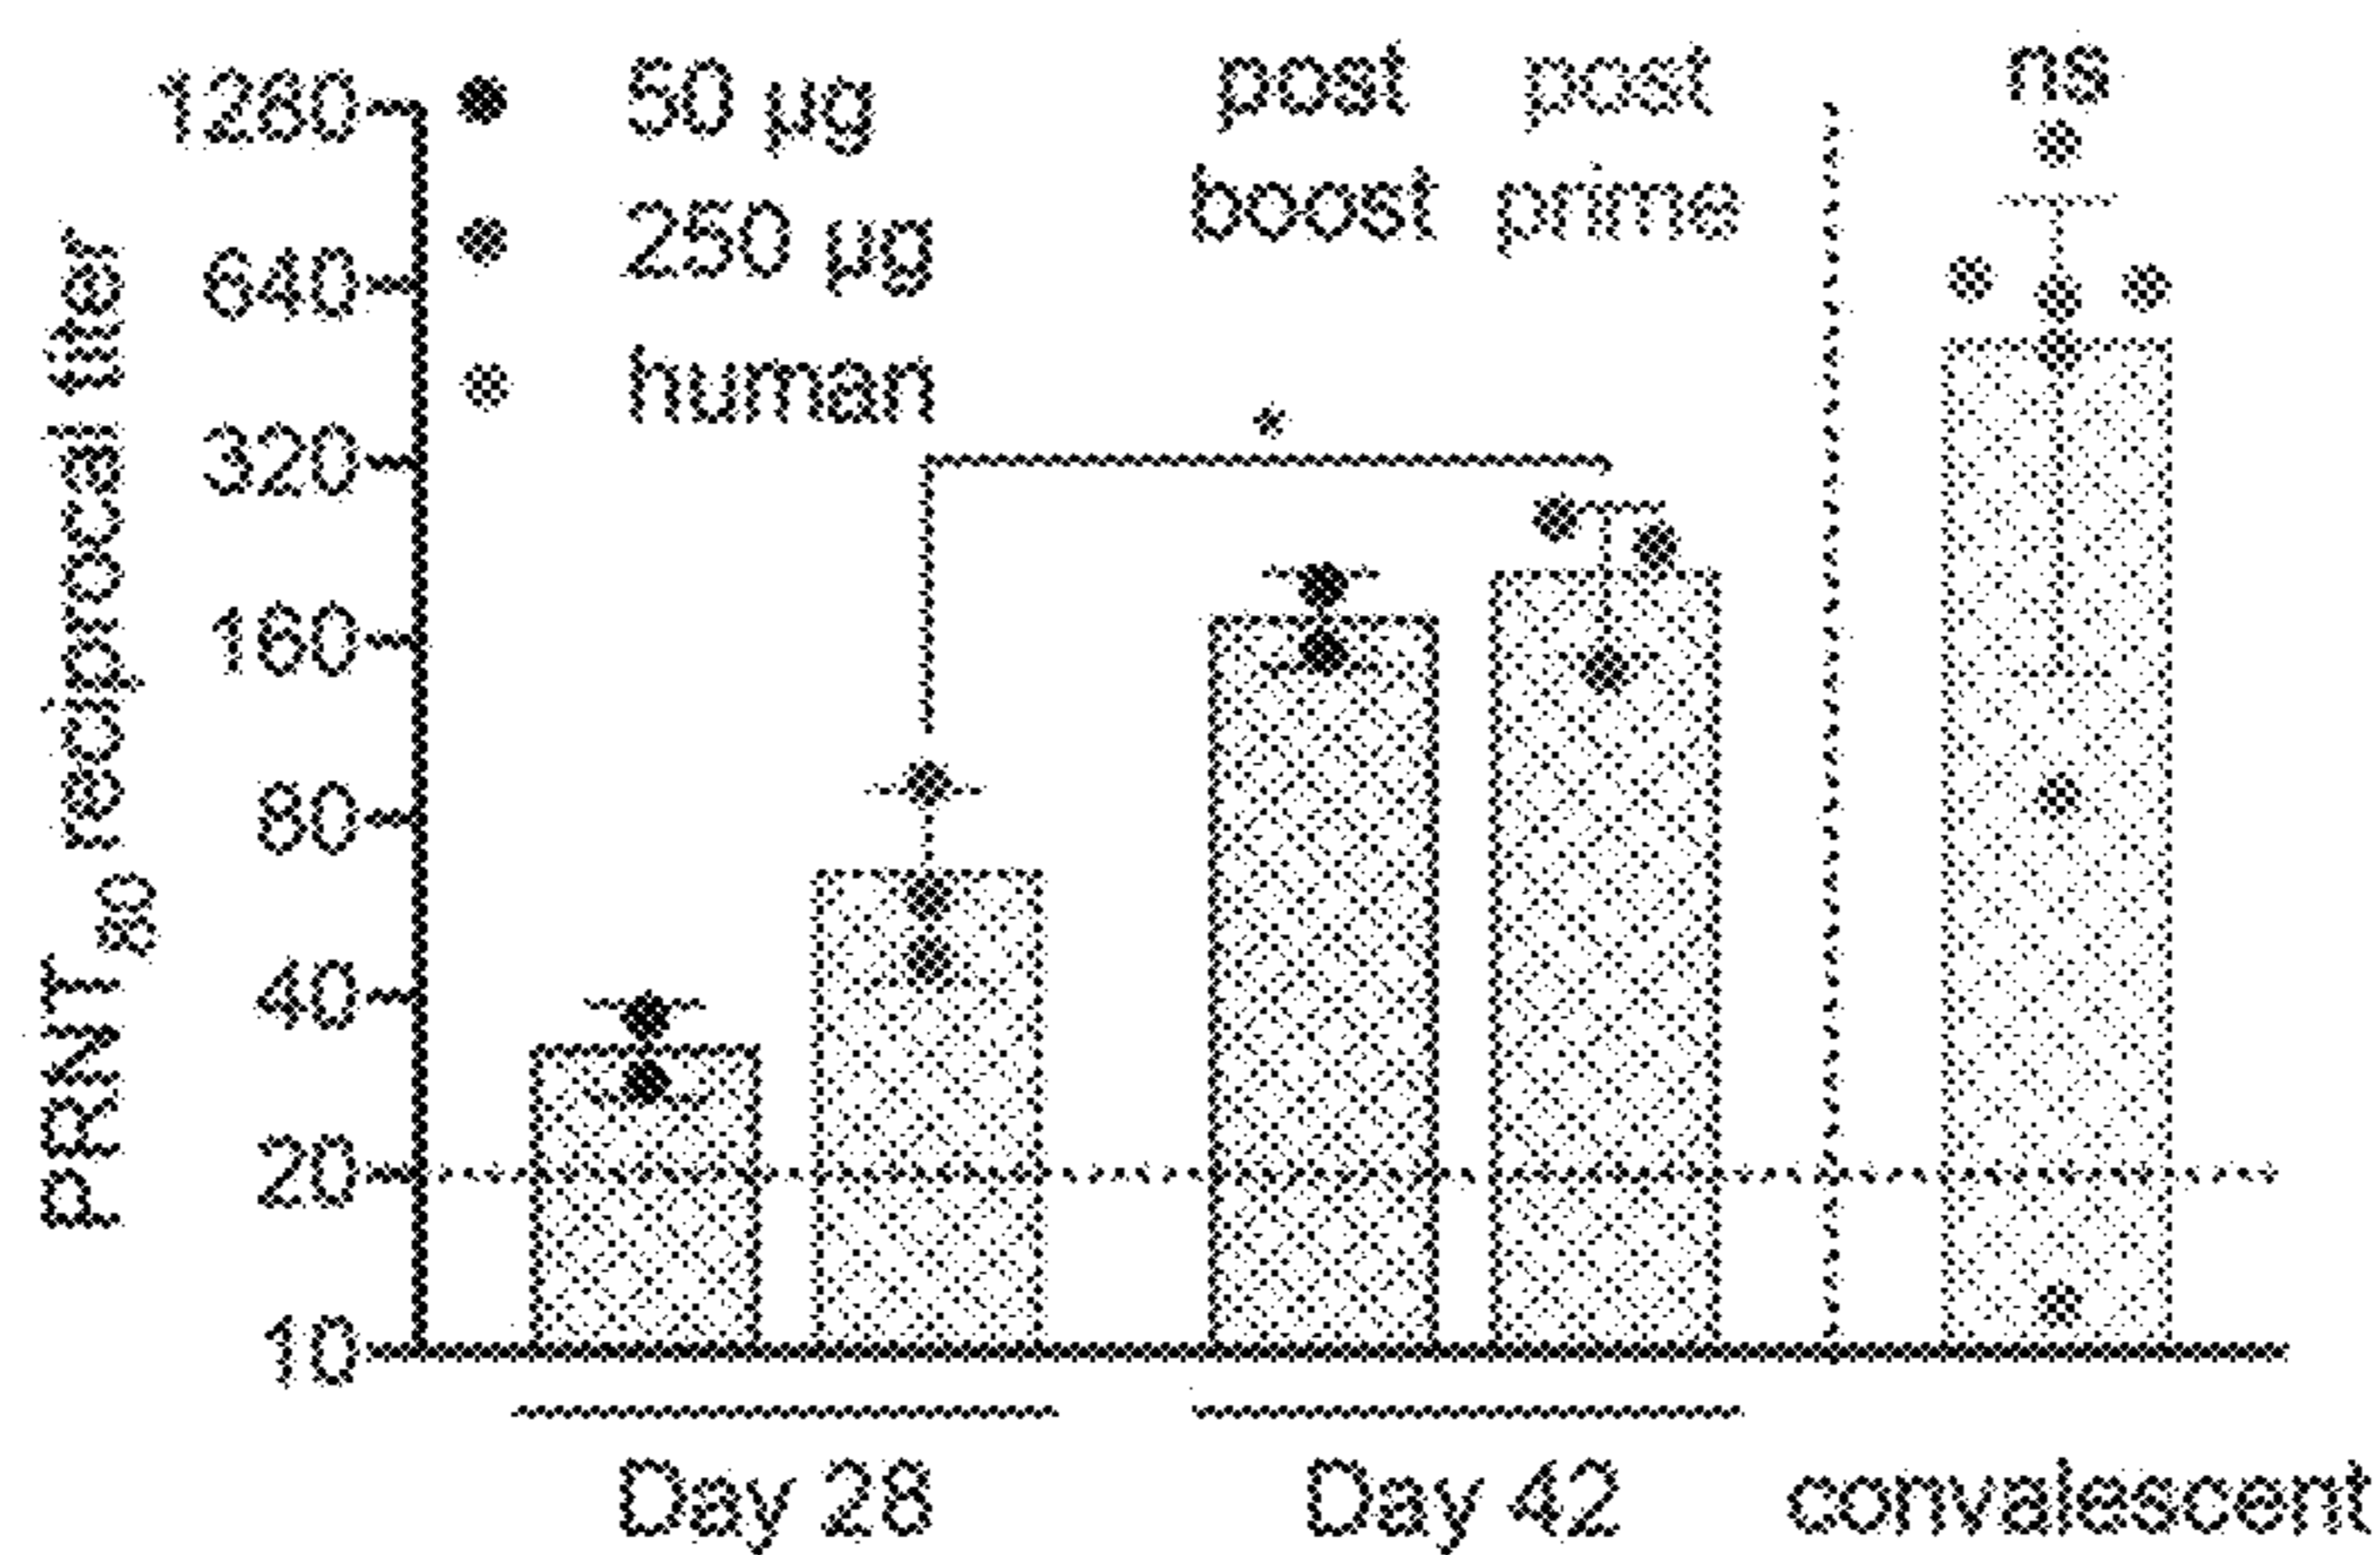 PRNT80 reciprocal titer
1280
640
320
160
80
40
20
10
50 µg
250 µg
human
post post
boost prime
ns
*
Day 28
Day 42
convalescent